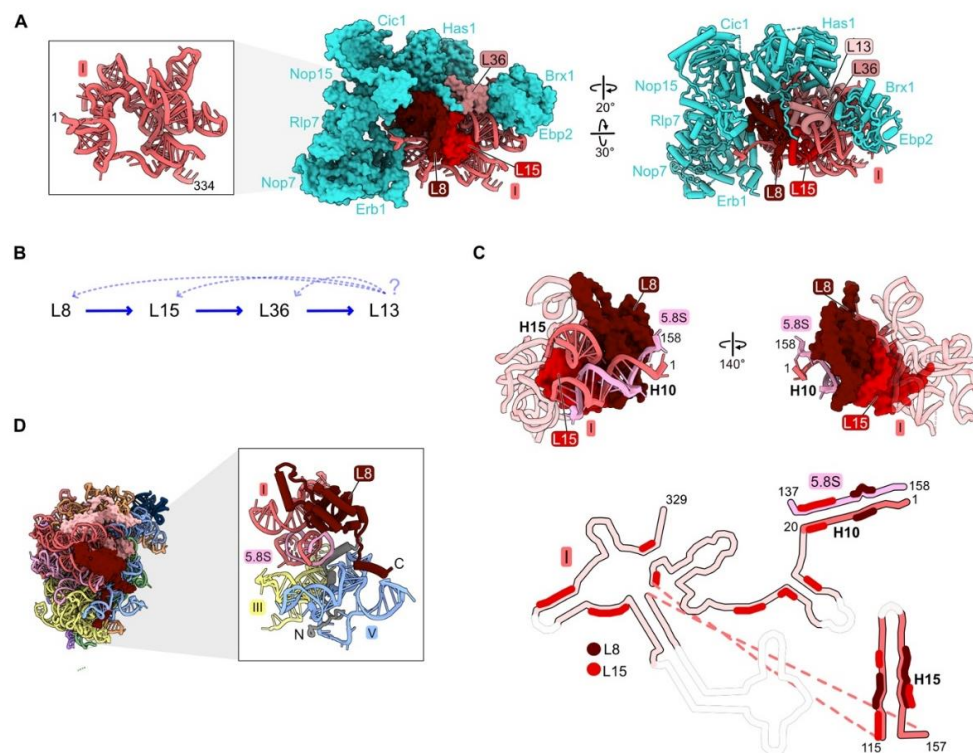 A
I
1
334
Cic1
Has1
L36
Nop15
Brx1
Rlp7
Ebp2
Nop7
L15
L8
I
Erb1
20°
30°
Has1
Cic1
L13
L36
Nop15
Brx1
Rlp7
Ebp2
Nop7
I
L8
L15
Erb1
B
?
L8 L15 L36 L13
C
L8
5.8S
H15
158
1
H10
L15
I
140°
L8
5.8S
158
1
H10
L15
I
D
L8
I
5.8S
C
III
N
V
329
5.8S
137
158
1
20
H10
I
L8
L15
H15
115
157